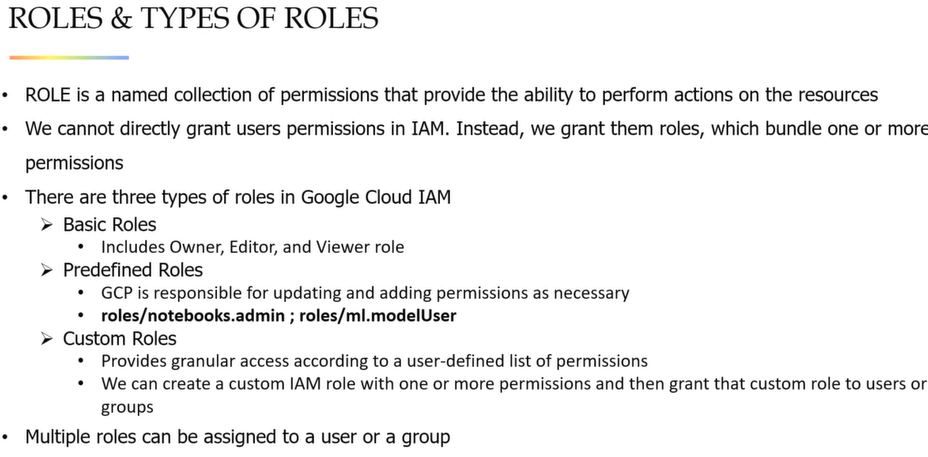 ROLES & TYPES OF ROLES
• ROLE is a named collection of permissions that provide the ability to perform actions on the resources
• We cannot directly grant users permissions in IAM. Instead, we grant them roles, which bundle one or more
permissions
• There are three types of roles in Google Cloud IAM
➢ Basic Roles
• Includes Owner, Editor, and Viewer role
➢ Predefined Roles
• GCP is responsible for updating and adding permissions as necessary
• roles/notebooks.admin ; roles/ml.modelUser
➢ Custom Roles
• Provides granular access according to a user-defined list of permissions
• We can create a custom IAM role with one or more permissions and then grant that custom role to users or
groups
• Multiple roles can be assigned to a user or a group